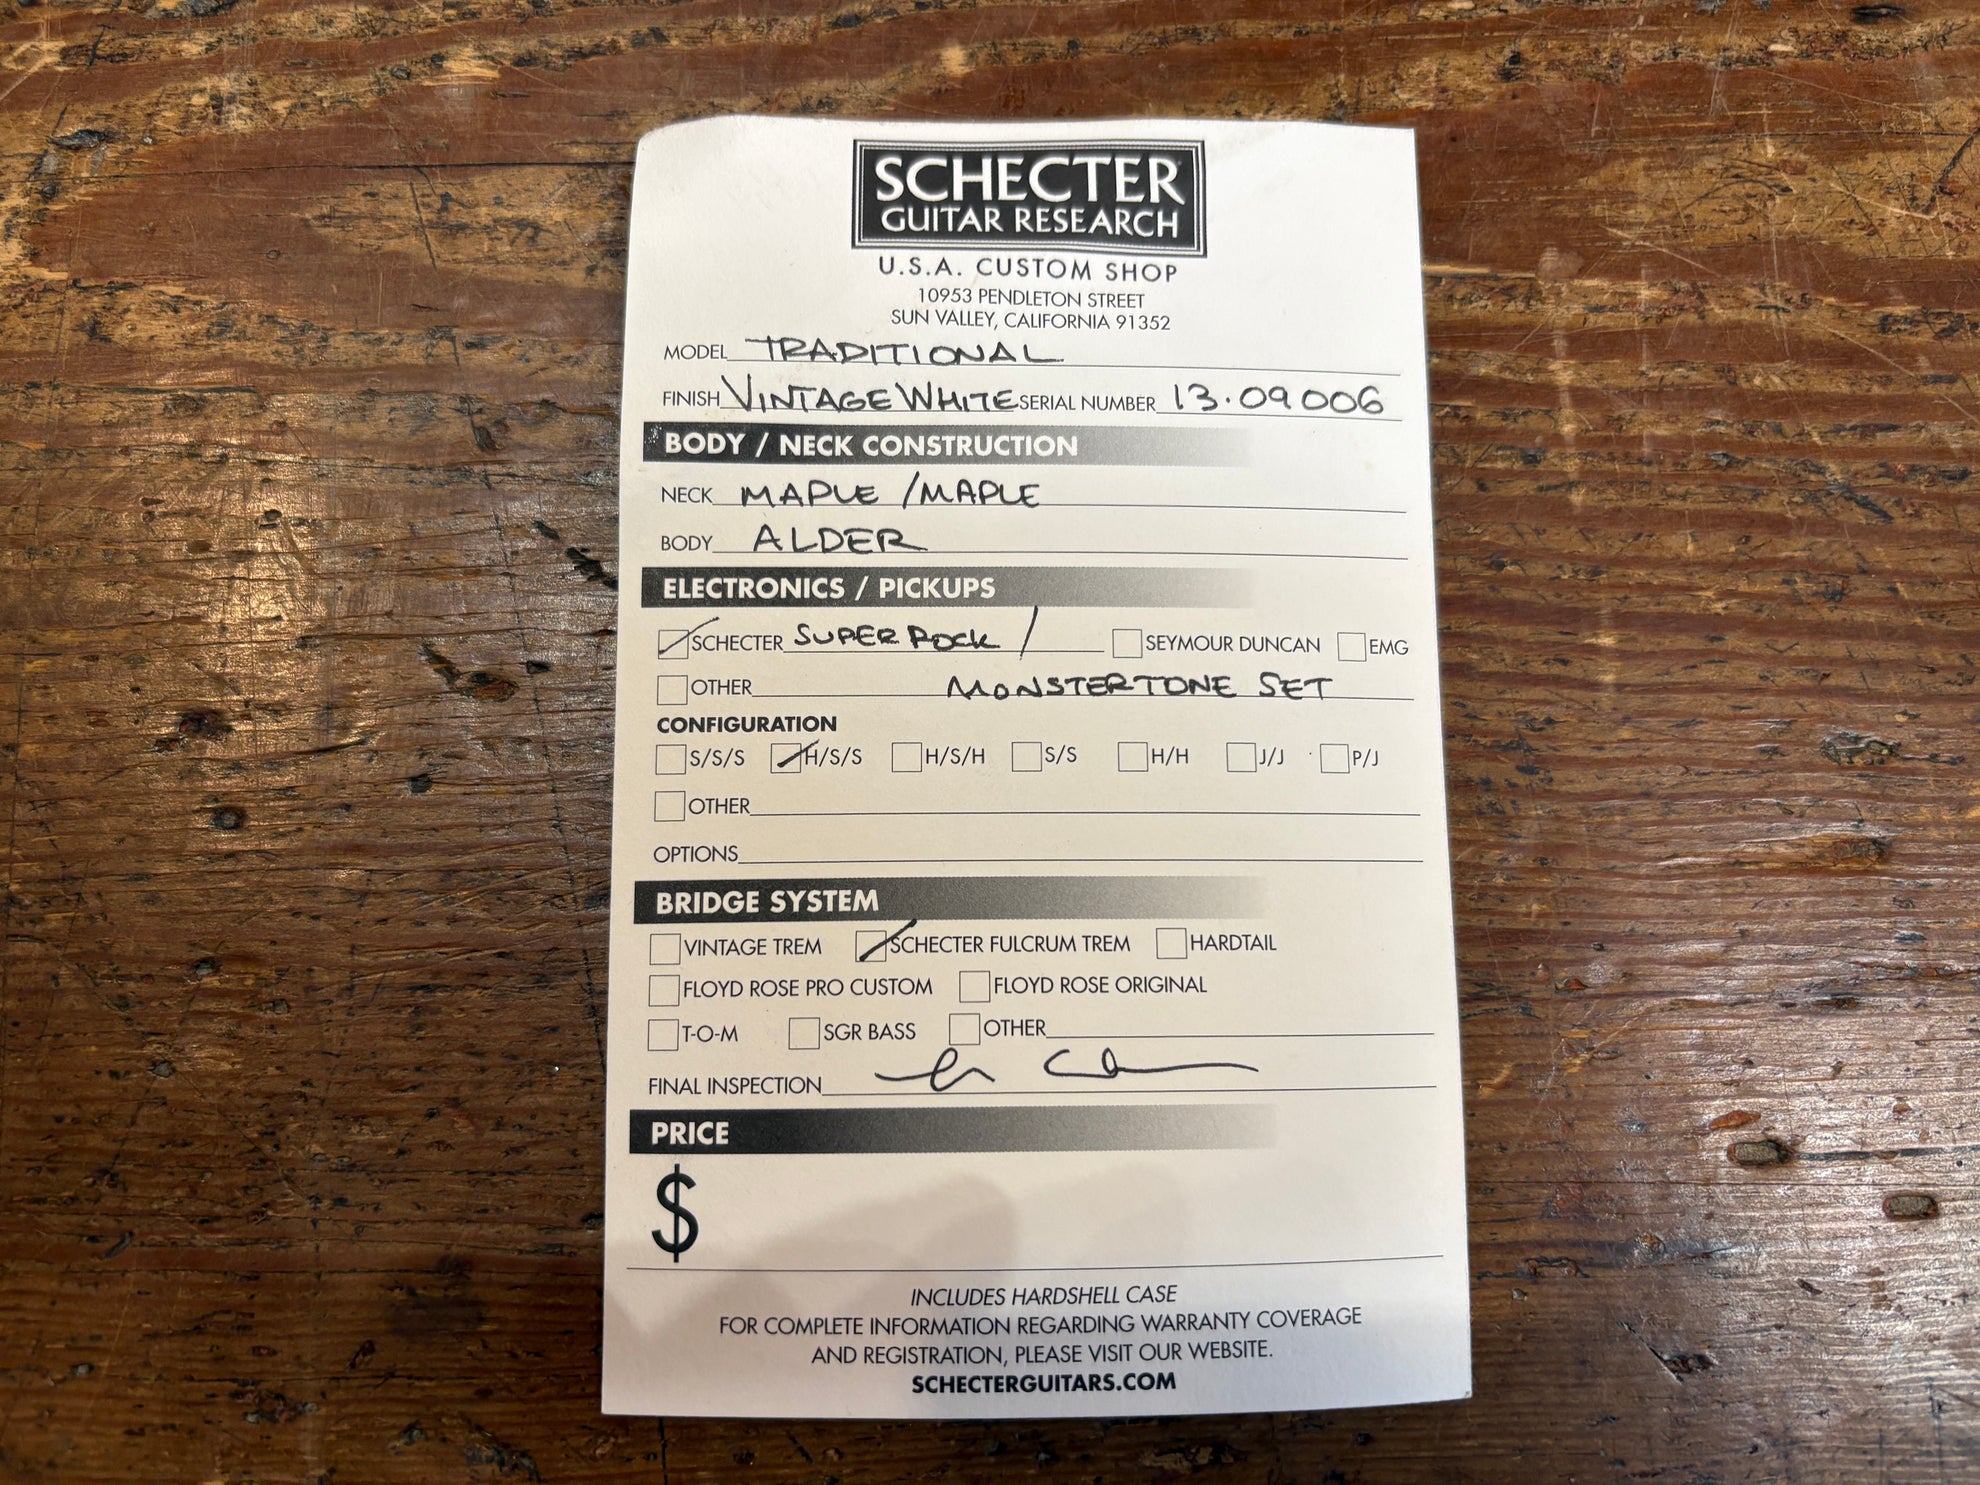 SCHECTER
GUITAR RESEARCH
U.S.A. CUSTOM SHOP
10953 PENDLETON STREET
SUN VALLEY, CALIFORNIA 91352
MODEL TRADITIONAL
FINISH VINTAGE WHITE SERIAL NUMBER 13.09006
BODY / NECK CONSTRUCTION
NECK MAPLE / MAPLE
BODY ALDER
ELECTRONICS / PICKUPS
SCHECTER SUPER ROCK / SEYMOUR DUNCAN EMG
OTHER MONSTERTONE SET
CONFIGURATION
S/S/S H/S/S H/S/H S/S H/H J/J P/J
OTHER
OPTIONS
BRIDGE SYSTEM
VINTAGE TREM SCHECTER FULCRUM TREM HARDTAIL
FLOYD ROSE PRO CUSTOM FLOYD ROSE ORIGINAL
T-O-M SGR BASS OTHER
FINAL INSPECTION
PRICE
$
INCLUDES HARDSHELL CASE
FOR COMPLETE INFORMATION REGARDING WARRANTY COVERAGE
AND REGISTRATION, PLEASE VISIT OUR WEBSITE.
SCHECTERGUITARS.COM